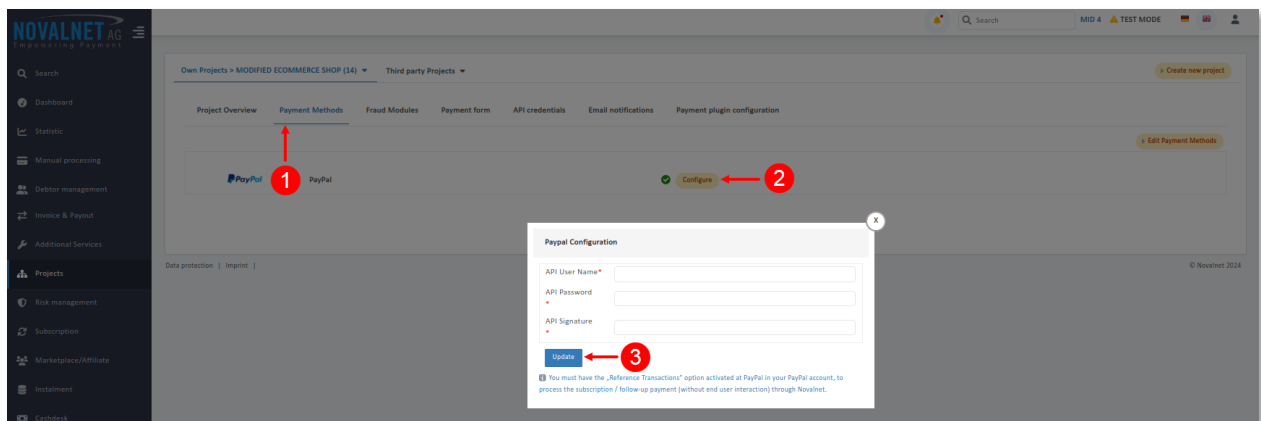 NOVALNET AG
Empowering Payment
Search
MID 4 TEST MODE
Search
Dashboard
Statistic
Manual processing
Debtor management
Invoice & Payout
Additional Services
Projects
Risk management
Subscription
Marketplace/Affiliate
Instalment
Cashdesk
Own Projects > MODIFIED ECOMMERCE SHOP (14) Third party Projects
Create new project
Project Overview Payment Methods Fraud Modules Payment form API credentials Email notifications Payment plugin configuration
Edit Payment Methods
1
PayPal PayPal Configure 2
X
Paypal Configuration
API User Name*
API Password
*
API Signature
*
Update 3
You must have the „Reference Transactions" option activated at PayPal in your PayPal account, to
process the subscription / follow-up payment (without end user interaction) through Novalnet.
Data protection | Imprint | © Novalnet 2024